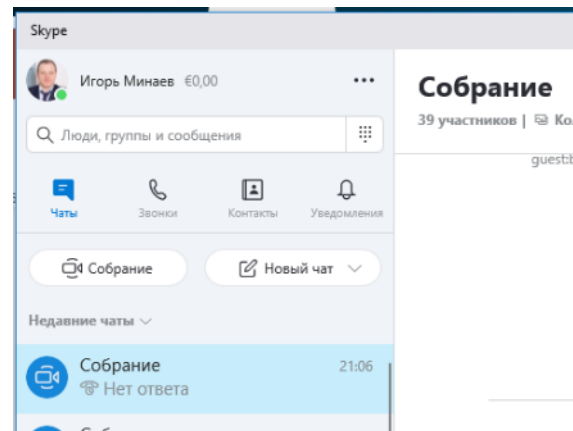 Skype
Игорь Минаев €0,00
Люди, группы и сообщения
Чаты Звонки Контакты Уведомления
Собрание Новый чат
Недавние чаты
Собрание 21:06
Нет ответа
Собрание
39 участников |
guest: